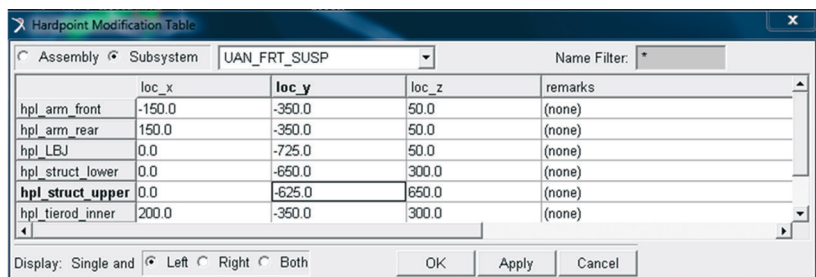 Hardpoint Modification Table x
Assembly Subsystem UAN_FRT_SUSP Name Filter: *
loc_x loc_y loc_z remarks
hpl_arm_front -150.0 -350.0 50.0 (none)
hpl_arm_rear 150.0 -350.0 50.0 (none)
hpl_LBJ 0.0 -725.0 50.0 (none)
hpl_struct_lower 0.0 -650.0 300.0 (none)
hpl_struct_upper 0.0 -625.0 650.0 (none)
hpl_tierod_inner 200.0 -350.0 300.0 (none)
Display: Single and Left Right Both OK Apply Cancel